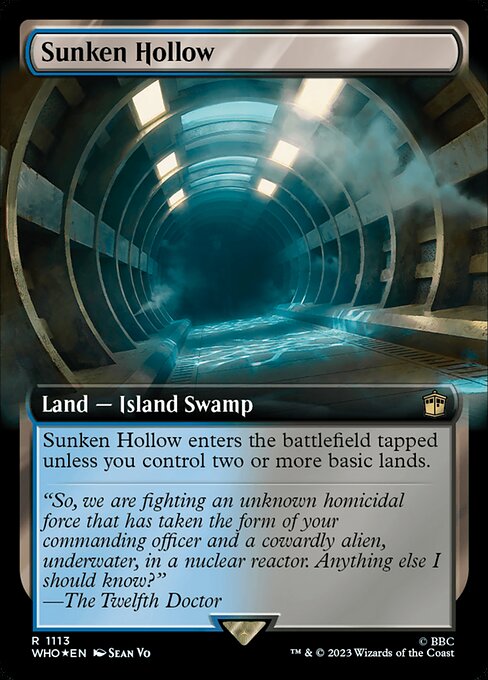 Sunken Hollow
Land — Island Swamp
Sunken Hollow enters the battlefield tapped
unless you control two or more basic lands.
“So, we are fighting an unknown homicidal
force that has taken the form of your
commanding officer and a cowardly alien,
underwater, in a nuclear reactor. Anything else I
should know?”
—The Twelfth Doctor
R 1113
WHO★EN Sean Vo
© BBC
™ & © 2023 Wizards of the Coast